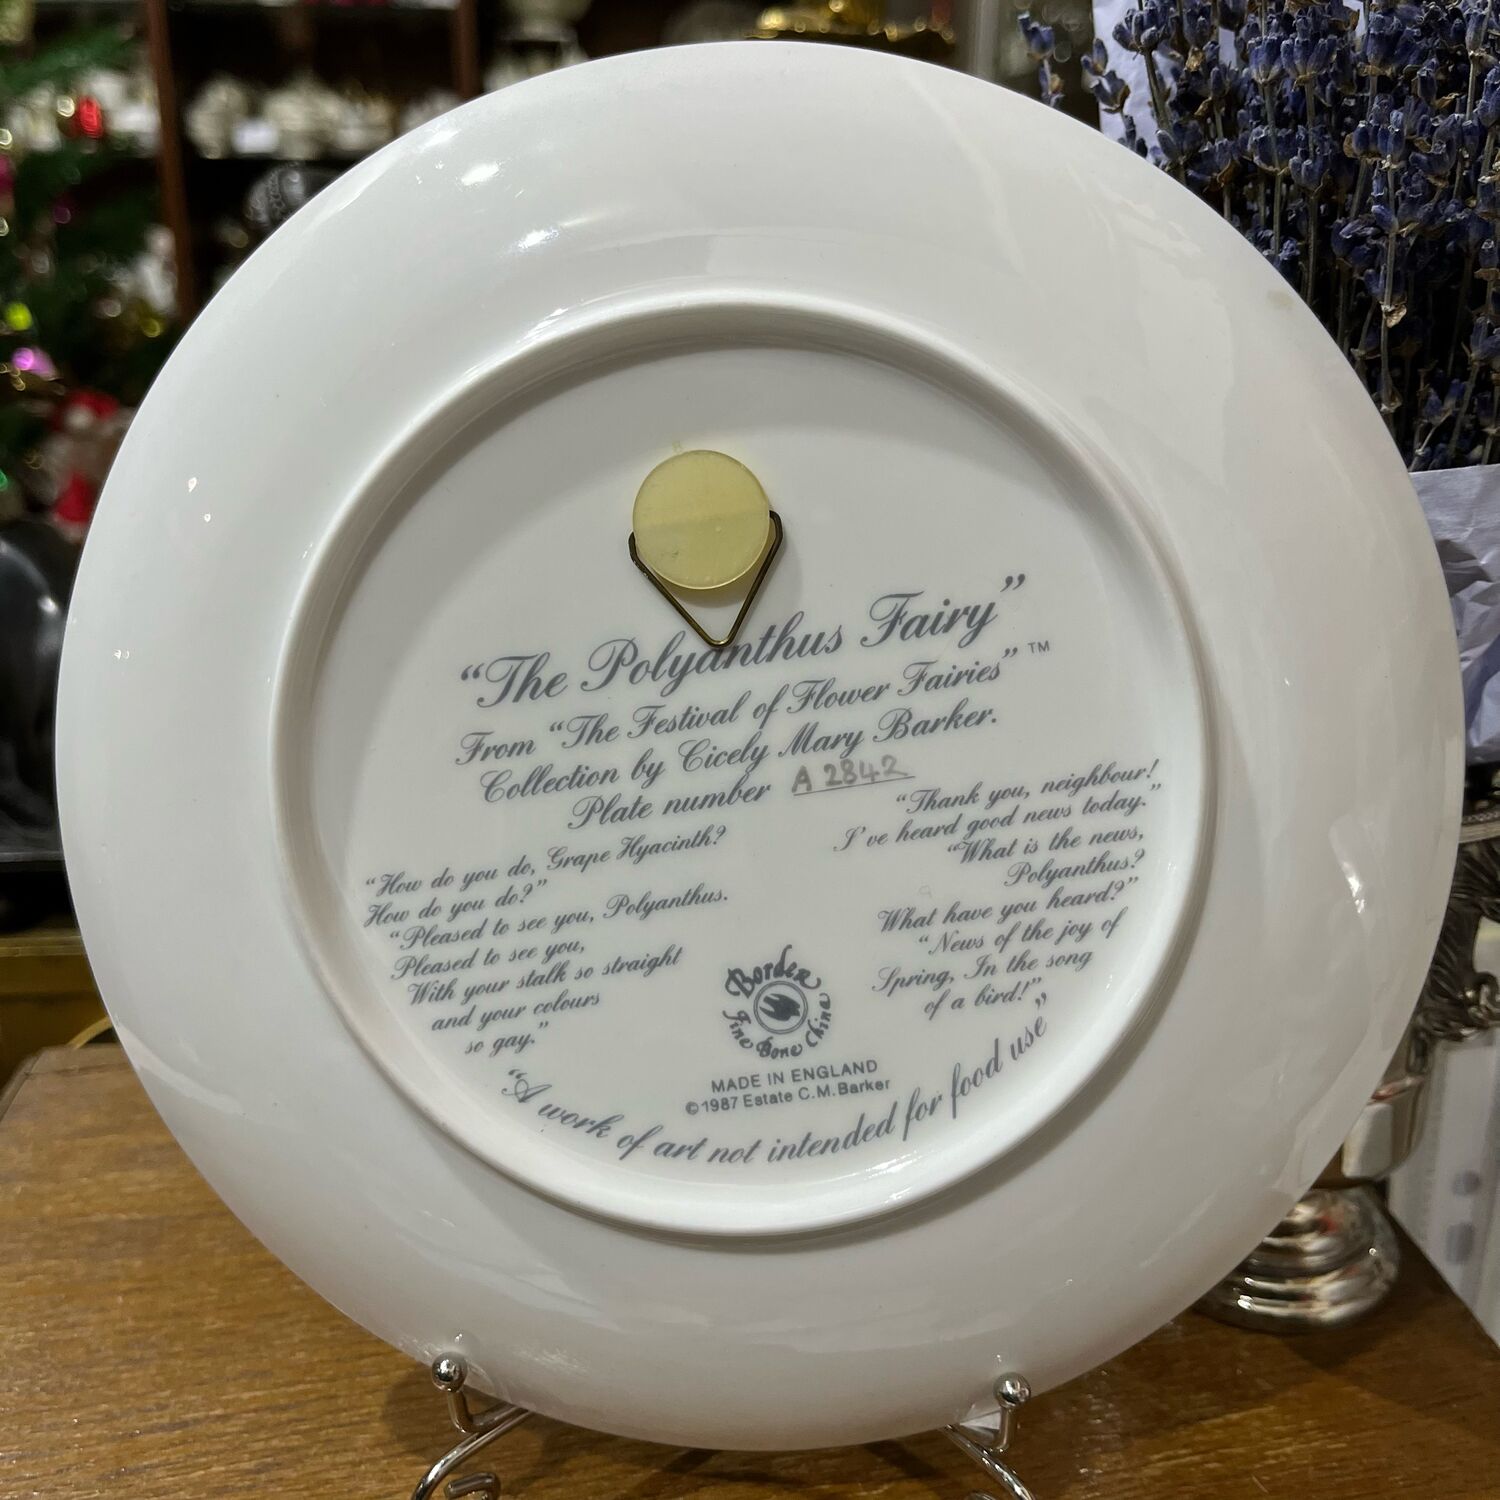 “The Polyanthus Fairy”
From “The Festival of Flower Fairies” ™
Collection by Cicely Mary Barker.
Plate number A 2842
“How do you do, Grape Hyacinth?
How do you do?”
“Pleased to see you, Polyanthus.
Pleased to see you,
With your stalk so straight
and your colours
so gay.”
“Thank you, neighbour!
I've heard good news today.”
“What is the news,
Polyanthus?
What have you heard?”
“News of the joy of
Spring, In the song
of a bird!”
Border
Fine Bone China
MADE IN ENGLAND
©1987 Estate C.M.Barker
“A work of art not intended for food use”